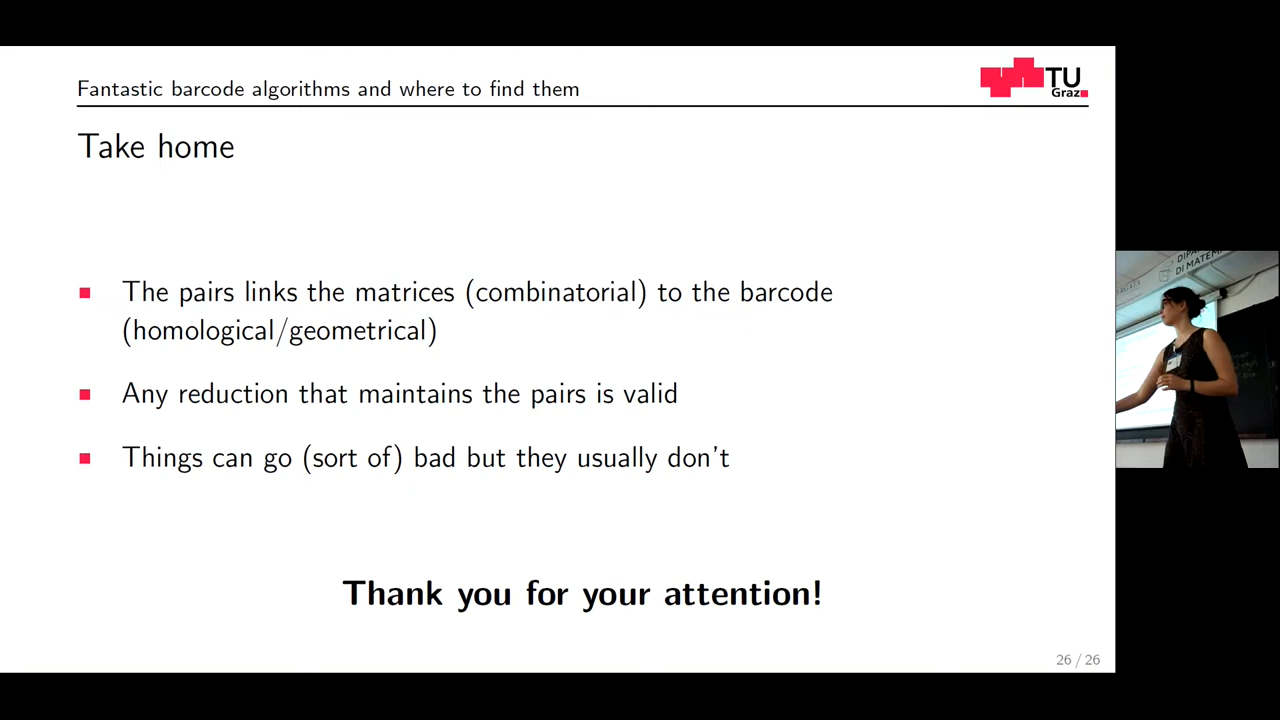 Fantastic barcode algorithms and where to find them
TU
Graz
Take home
The pairs links the matrices (combinatorial) to the barcode
(homological/geometrical)
Any reduction that maintains the pairs is valid
Things can go (sort of) bad but they usually don't
Thank you for your attention!
26 / 26
DI MATEM